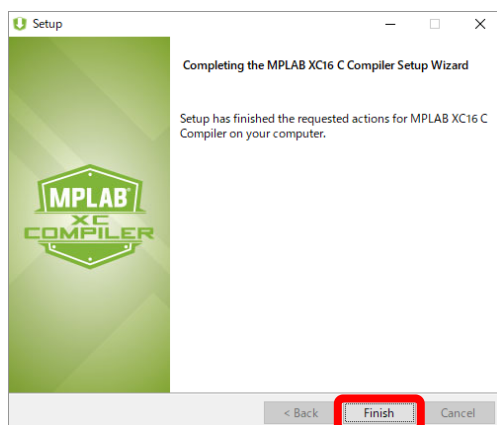 Setup
Completing the MPLAB XC16 C Compiler Setup Wizard
Setup has finished the requested actions for MPLAB XC16 C
Compiler on your computer.
MPLAB®
XC
COMPILER
< Back Finish Cancel